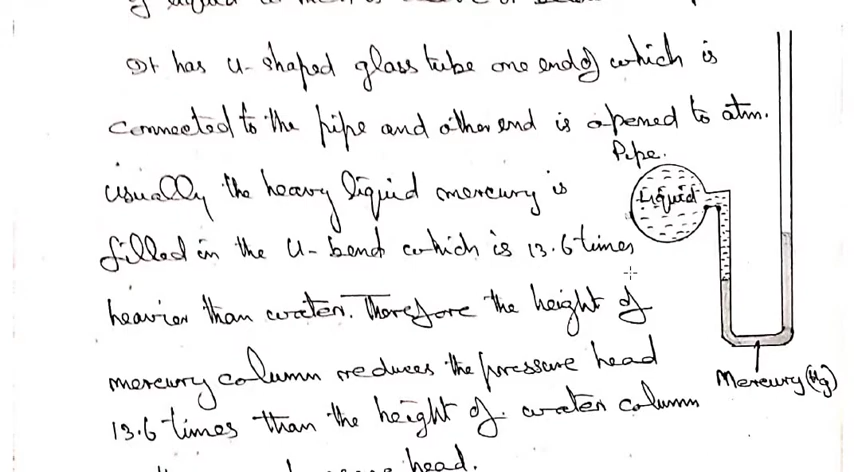 of liquid
It has U-shaped glass tube one end of which is
connected to the pipe and other end is opened to atm.
Pipe.
usually the heavy liquid mercury is
Liquid
filled in the U-bend which is 13.6 times
heavier than water. Therefore the height of
mercury column reduces the pressure head
Mercury (Hg)
13.6 times than the height of water column
head.